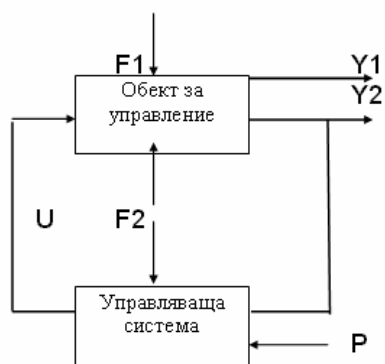 F1
Y1
Обект за
управление
Y2
U
F2
Управляваща
система
P